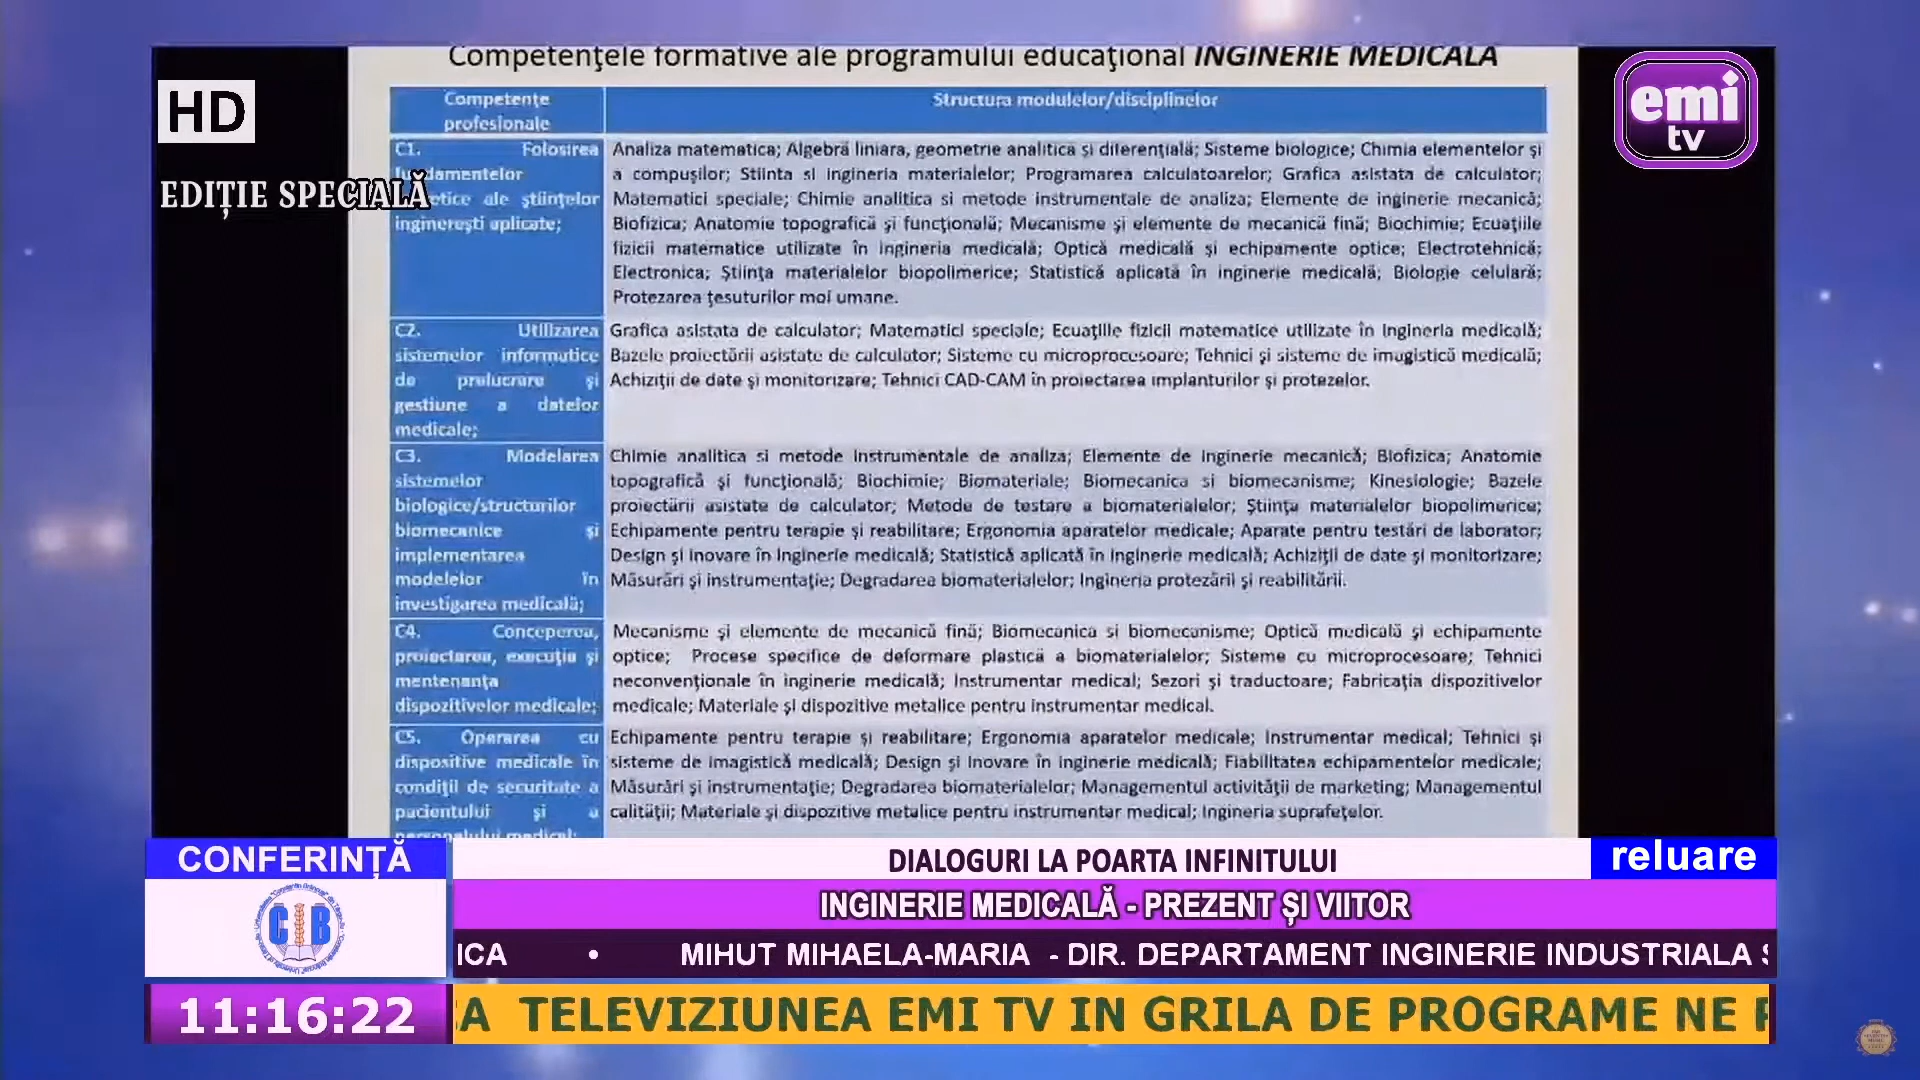 Competenţele formative ale programului educaţional INGINERIE MEDICALA
HD
emi
tv
EDIȚIE SPECIALĂ
Competenţe
profesionale
Structura modulelor/disciplinelor
C1. Folosirea
fundamentelor
ale ştiinţelor
inginereşti aplicate;
Analiza matematica; Algebră liniara, geometrie analitica şi diferenţială; Sisteme biologice; Chimia elementelor şi
a compuşilor; Stiinta si ingineria materialelor; Programarea calculatoarelor; Grafica asistata de calculator;
Matematici speciale; Chimie analitica si metode instrumentale de analiza; Elemente de inginerie mecanică;
Biofizica; Anatomie topografică şi funcţională; Mecanisme şi elemente de mecanică fină; Biochimie; Ecuaţiile
fizicii matematice utilizate în ingineria medicală; Optică medicală şi echipamente optice; Electrotehnică;
Electronica; Ştiinţa materialelor biopolimerice; Statistică aplicată în inginerie medicală; Biologie celulară;
Protezarea ţesuturilor moi umane.
C2. Utilizarea
sistemelor informatice
de prelucrare şi
gestiune a datelor
medicale;
Grafica asistata de calculator; Matematici speciale; Ecuaţiile fizicii matematice utilizate în ingineria medicală;
Bazele proiectării asistate de calculator; Sisteme cu microprocesoare; Tehnici şi sisteme de imagistică medicală;
Achiziţii de date şi monitorizare; Tehnici CAD-CAM în proiectarea implanturilor şi protezelor.
C3. Modelarea
sistemelor
biologice/structurilor
biomecanice şi
implementarea
modelelor în
investigarea medicală;
Chimie analitica si metode instrumentale de analiza; Elemente de inginerie mecanică; Biofizica; Anatomie
topografică şi funcţională; Biochimie; Biomateriale; Biomecanica si biomecanisme; Kinesiologie; Bazele
proiectării asistate de calculator; Metode de testare a biomaterialelor; Ştiinţa materialelor biopolimerice;
Echipamente pentru terapie şi reabilitare; Ergonomia aparatelor medicale; Aparate pentru testări de laborator;
Design şi inovare în inginerie medicală; Statistică aplicată în inginerie medicală; Achiziţii de date şi monitorizare;
Măsurări şi instrumentaţie; Degradarea biomaterialelor; Ingineria protezării şi reabilitării.
C4. Conceperea,
proiectarea, execuţia şi
mentenanţa
dispozitivelor medicale;
Mecanisme şi elemente de mecanică fină; Biomecanica si biomecanisme; Optică medicală şi echipamente
optice; Procese specifice de deformare plastică a biomaterialelor; Sisteme cu microprocesoare; Tehnici
neconvenţionale în inginerie medicală; Instrumentar medical; Sezori şi traductoare; Fabricaţia dispozitivelor
medicale; Materiale şi dispozitive metalice pentru instrumentar medical.
C5. Operarea cu
dispozitive medicale în
condiţii de securitate a
pacientului şi a
personalului medical;
Echipamente pentru terapie şi reabilitare; Ergonomia aparatelor medicale; Instrumentar medical; Tehnici şi
sisteme de imagistică medicală; Design şi inovare în inginerie medicală; Fiabilitatea echipamentelor medicale;
Măsurări şi instrumentaţie; Degradarea biomaterialelor; Managementul activităţii de marketing; Managementul
calităţii; Materiale şi dispozitive metalice pentru instrumentar medical; Ingineria suprafeţelor.
CONFERINȚĂ
DIALOGURI LA POARTA INFINITULUI
reluare
INGINERIE MEDICALĂ - PREZENT ȘI VIITOR
CIB
ICA • MIHUT MIHAELA-MARIA - DIR. DEPARTAMENT INGINERIE INDUSTRIALA S
11:16:22
CA TELEVIZIUNEA EMI TV IN GRILA DE PROGRAME NE